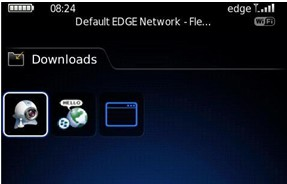 08:24 edge
Default EDGE Network - Fle...
WiFi
Downloads
HELLO